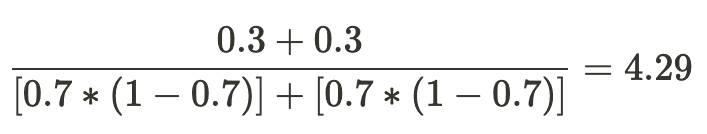 0.3 + 0.3
[0.7 * (1 − 0.7)] + [0.7 * (1 − 0.7)] = 4.29